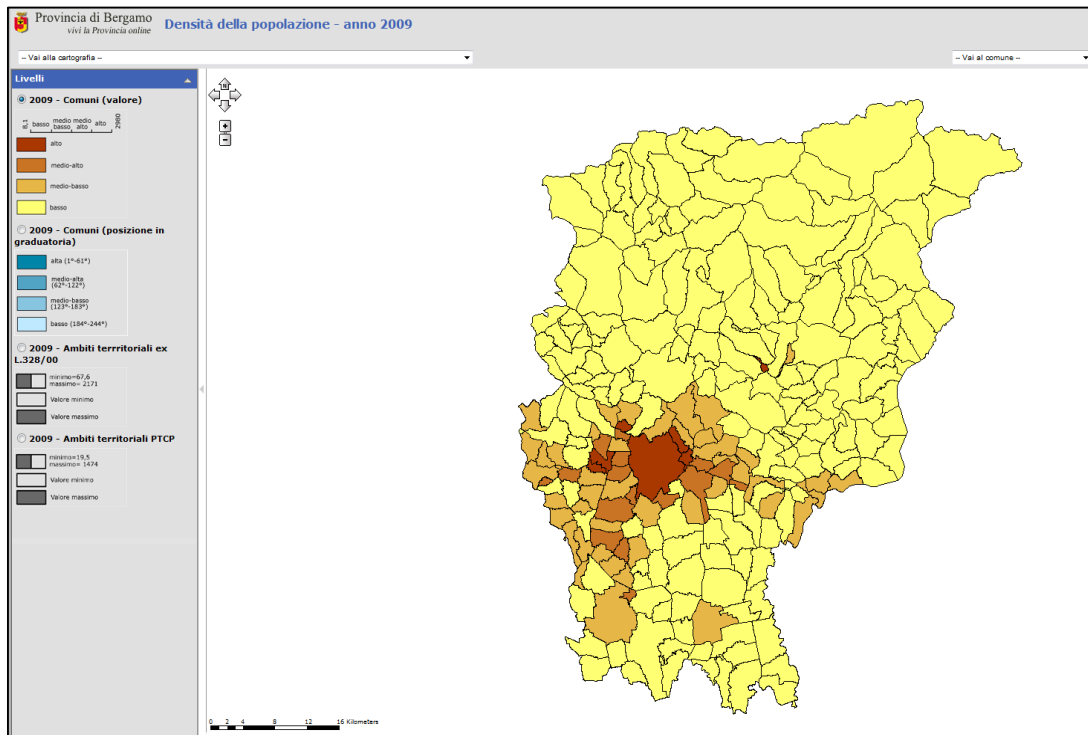 Provincia di Bergamo
vivi la Provincia online
Densità della popolazione - anno 2009
-- Vai alla cartografia --
-- Vai al comune --
Livelli
2009 - Comuni (valore)
8,1 basso medio basso medio alto alto 2980
alto
medio-alto
medio-basso
basso
2009 - Comuni (posizione in
graduatoria)
alta (1°-61°)
medio-alta
(62°-122°)
medio-basso
(123°-183°)
basso (184°-244°)
2009 - Ambiti terrritoriali ex
L.328/00
minimo=67,6
massimo= 2171
Valore minimo
Valore massimo
2009 - Ambiti territoriali PTCP
minimo=19,5
massimo= 1474
Valore minimo
Valore massimo
N
0 2 4 8 12 16 Kilometers